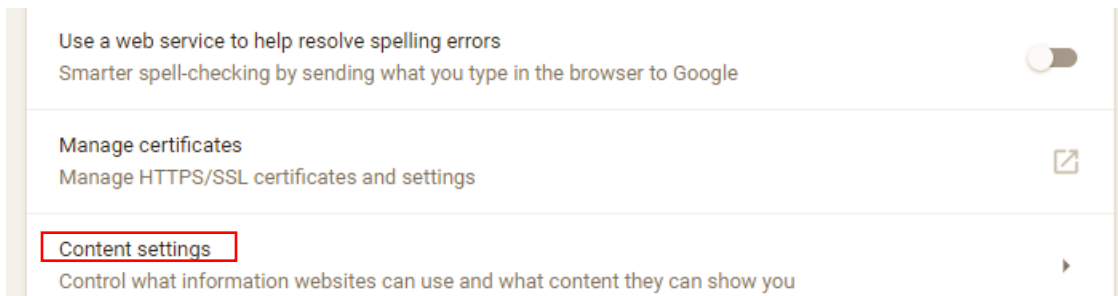 Use a web service to help resolve spelling errors
Smarter spell-checking by sending what you type in the browser to Google
Manage certificates
Manage HTTPS/SSL certificates and settings
Content settings
Control what information websites can use and what content they can show you